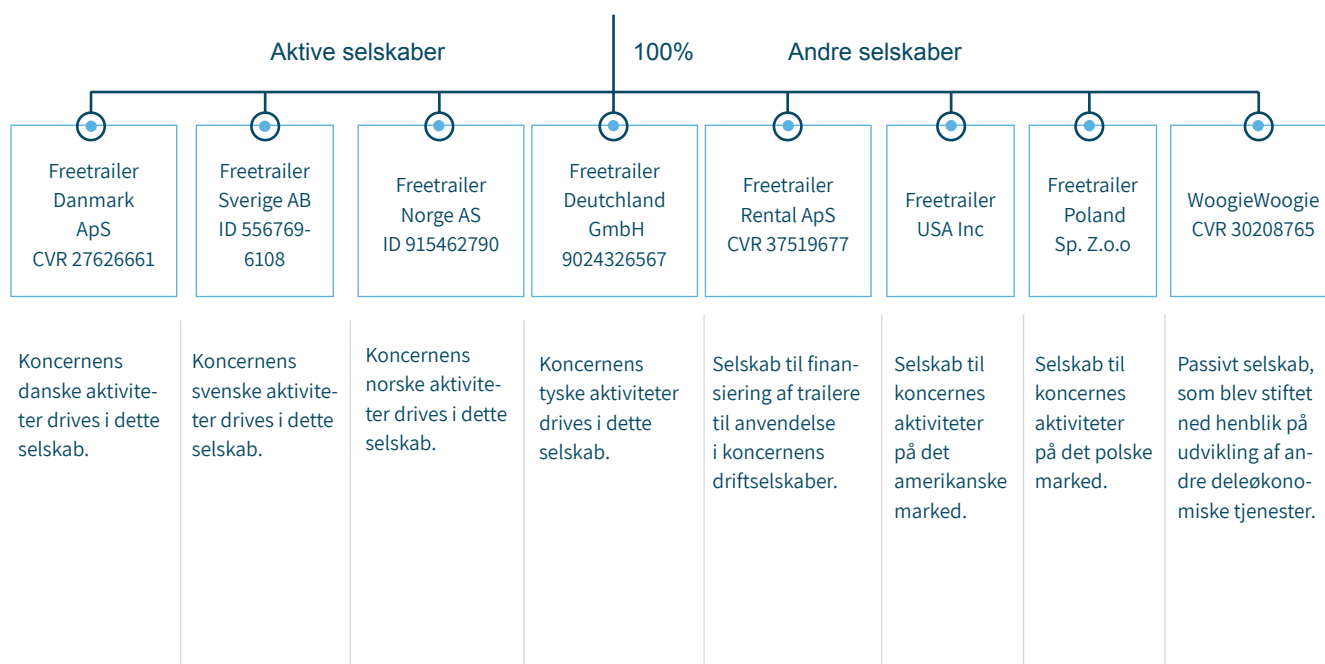 Aktive selskaber
100%
Andre selskaber
Freetrailer
Danmark
ApS
CVR 27626661
Freetrailer
Sverige AB
ID 556769-
6108
Freetrailer
Norge AS
ID 915462790
Freetrailer
Deutchland
GmbH
9024326567
Freetrailer
Rental ApS
CVR 37519677
Freetrailer
USA Inc
Freetrailer
Poland
Sp. Z.o.o
WoogieWoogie
CVR 30208765
Koncernens
danske aktivite-
ter drives i dette
selskab.
Koncernens
svenske aktivite-
ter drives i dette
selskab.
Koncernens
norske aktivite-
ter drives i dette
selskab.
Koncernens
tyske aktiviteter
drives i dette
selskab.
Selskab til finan-
siering af trailere
til anvendelse
i koncernens
driftselskaber.
Selskab til
koncernes
aktiviteter
på det
amerikanske
marked.
Selskab til
koncernes
aktiviteter
på det polske
marked.
Passivt selskab,
som blev stiftet
ned henblik på
udvikling af an-
dre deleøkono-
miske tjenester.